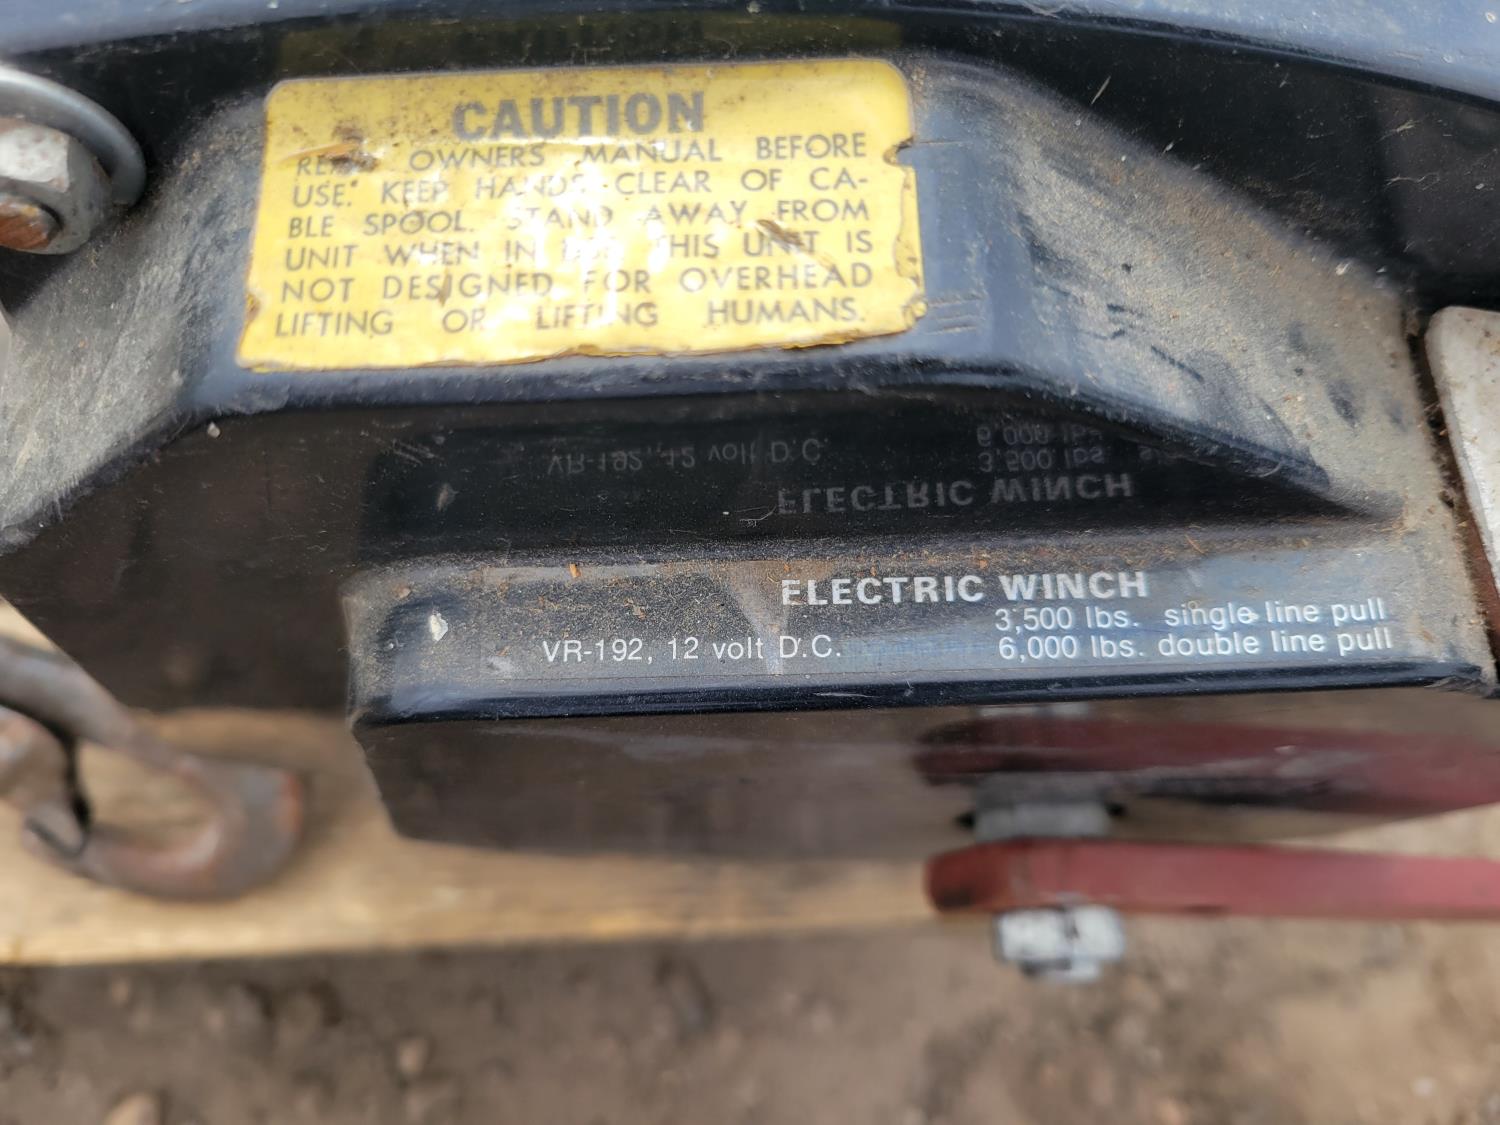 CAUTION
READ OWNERS MANUAL BEFORE
USE. KEEP HANDS CLEAR OF CA-
BLE SPOOL. STAND AWAY FROM
UNIT WHEN IN USE THIS UNIT IS
NOT DESIGNED FOR OVERHEAD
LIFTING OR LIFTING HUMANS.
ELECTRIC WINCH
3,500 lbs. single line pull
VR-192, 12 volt D.C. 6,000 lbs. double line pull